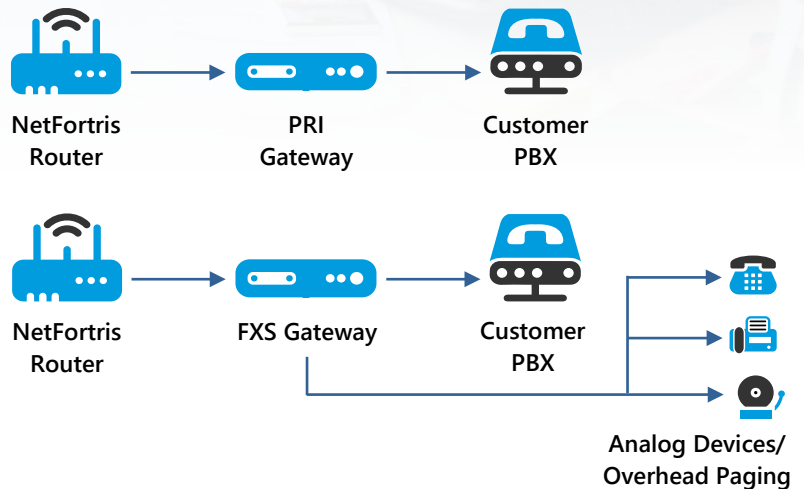 NetFortris
Router
PRI
Gateway
Customer
PBX
NetFortris
Router
FXS Gateway
Customer
PBX
Analog Devices/
Overhead Paging